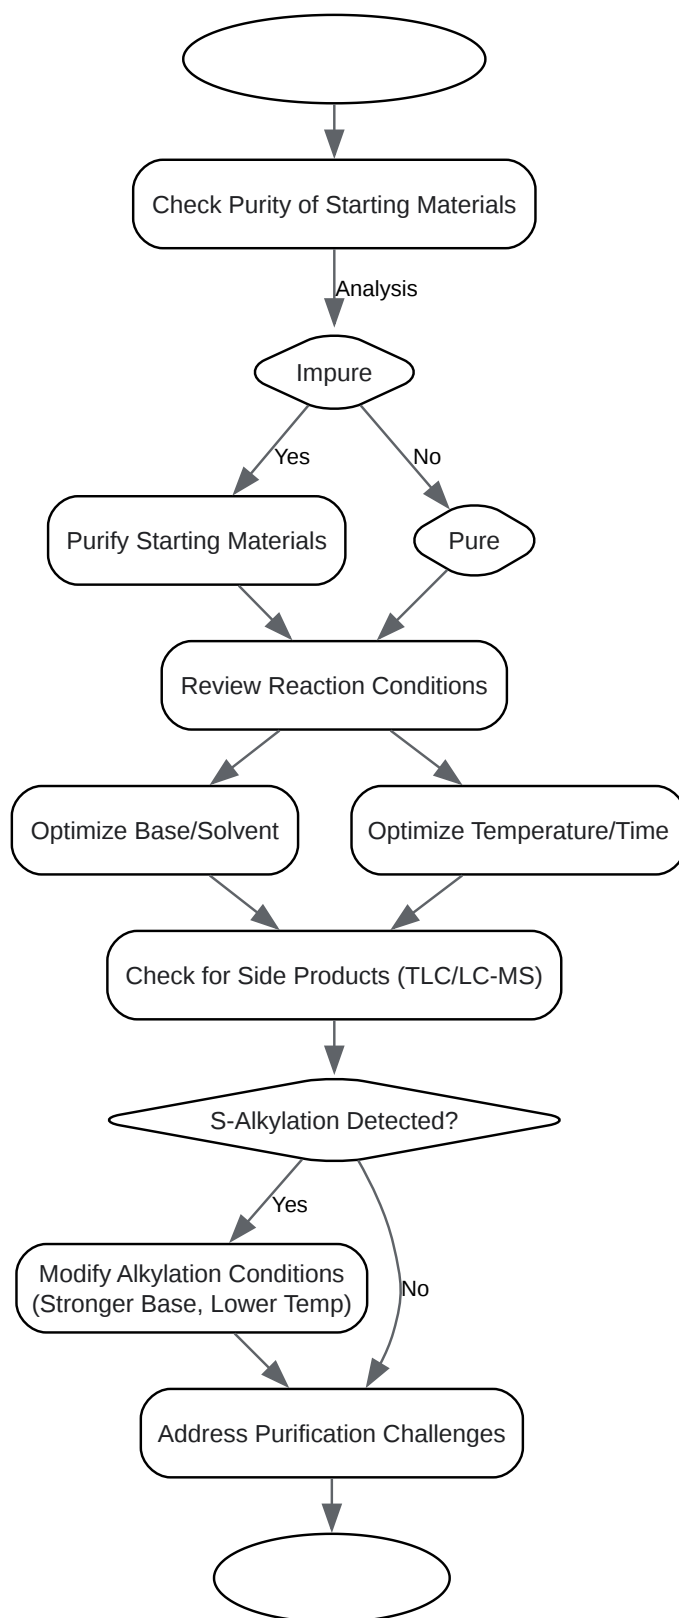 Check Purity of Starting Materials
Analysis
Impure
Yes
No
Purify Starting Materials
Pure
Review Reaction Conditions
Optimize Base/Solvent
Optimize Temperature/Time
Check for Side Products (TLC/LC-MS)
S-Alkylation Detected?
Yes
Modify Alkylation Conditions
(Stronger Base, Lower Temp)
No
Address Purification Challenges